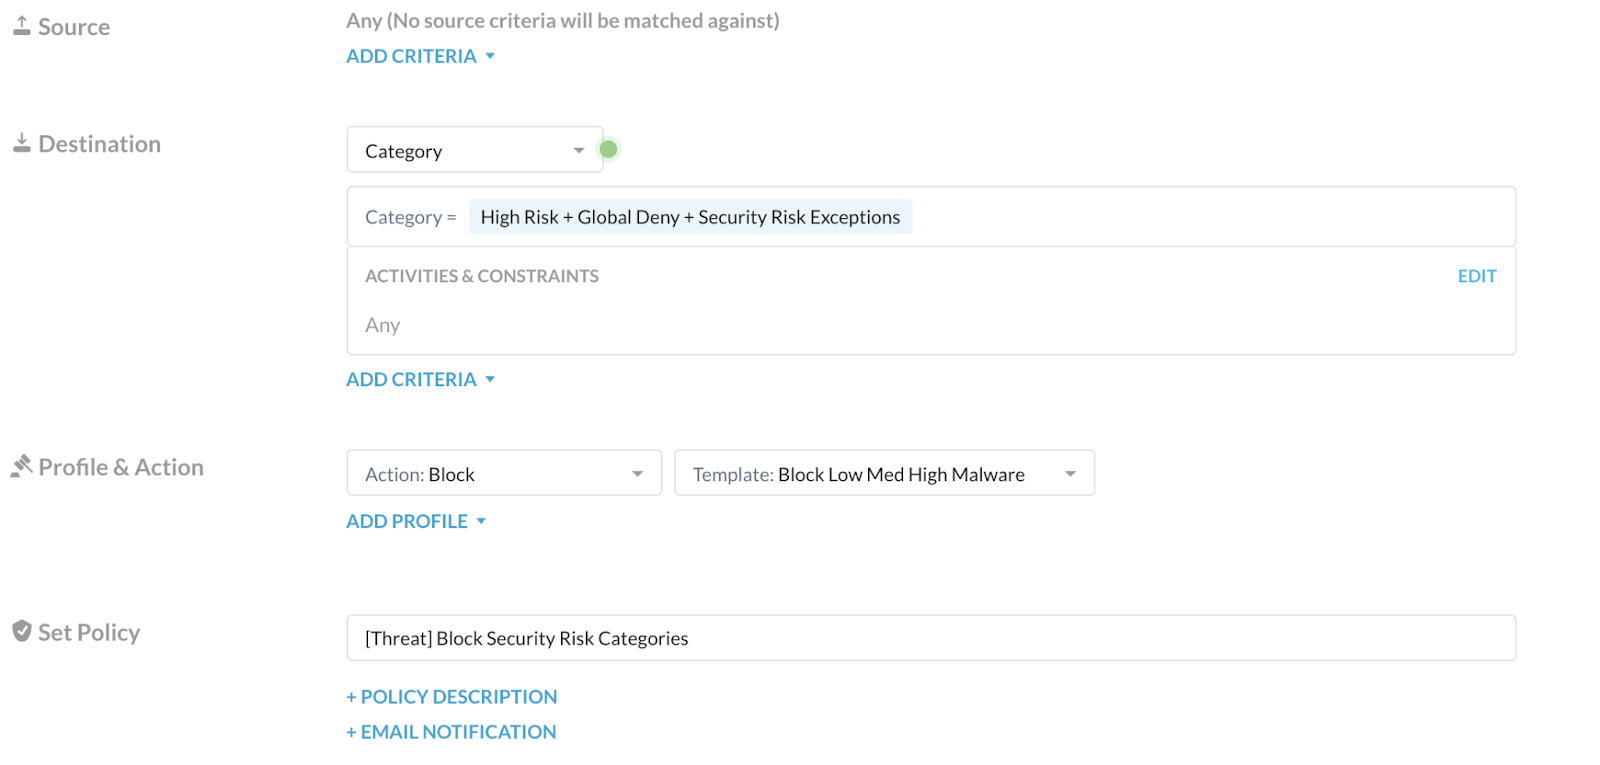 Source
Any (No source criteria will be matched against)
ADD CRITERIA
Destination
Category
Category = High Risk + Global Deny + Security Risk Exceptions
ACTIVITIES & CONSTRAINTS EDIT
Any
ADD CRITERIA
Profile & Action
Action: Block Template: Block Low Med High Malware
ADD PROFILE
Set Policy
[Threat] Block Security Risk Categories
+ POLICY DESCRIPTION
+ EMAIL NOTIFICATION